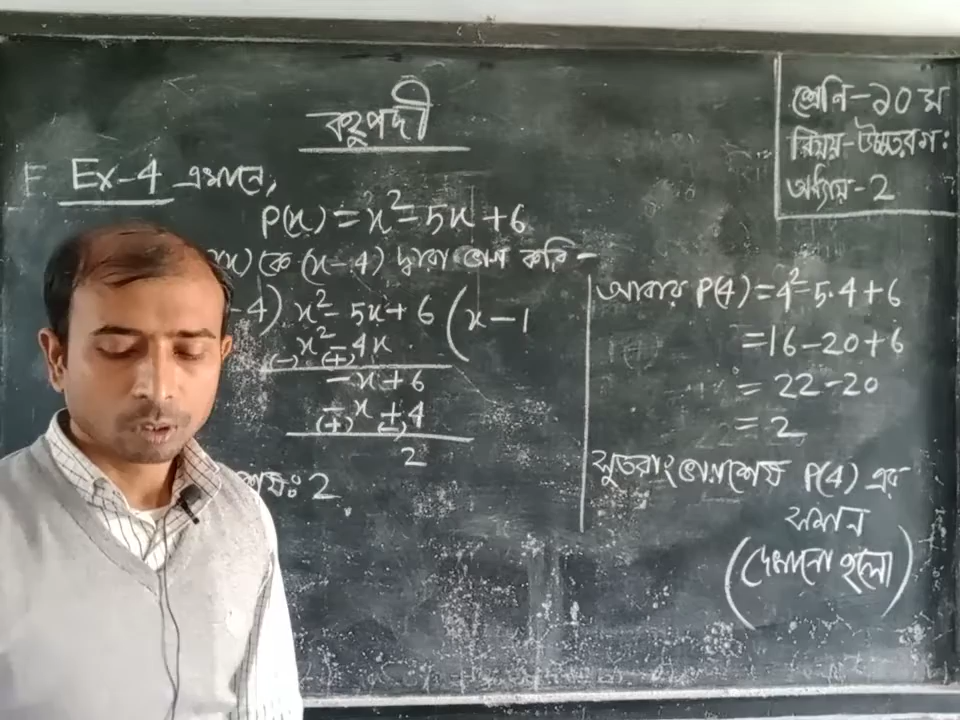 বহুপদী
শ্রেনি-১০ম
বিষয়-উচ্চতর গ:
অধ্যায়-2
Ex-4 এখানে,
P(x) = x²-5x+6
কে (x-4) দ্বারা ভাগ করি -
-4) x²-5x+6 (x-1
x²-4x
(-) (+)
-x+6
-x+4
(+) (-)
2
শেষ: 2
আবার P(4) = 4²-5.4+6
=16-20+6
= 22-20
= 2
সুতরাং ভাগশেষ P(4) এর
সমান
(দেখানো হলো)